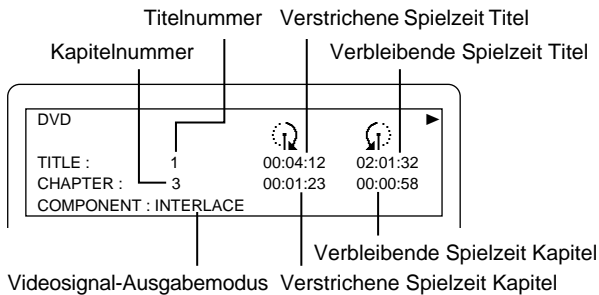 Titelnummer Verstrichene Spielzeit Titel
Kapitelnummer Verbleibende Spielzeit Titel
DVD
TITLE : 1 00:04:12 02:01:32
CHAPTER : 3 00:01:23 00:00:58
COMPONENT : INTERLACE
Verbleibende Spielzeit Kapitel
Videosignal-Ausgabemodus Verstrichene Spielzeit Kapitel